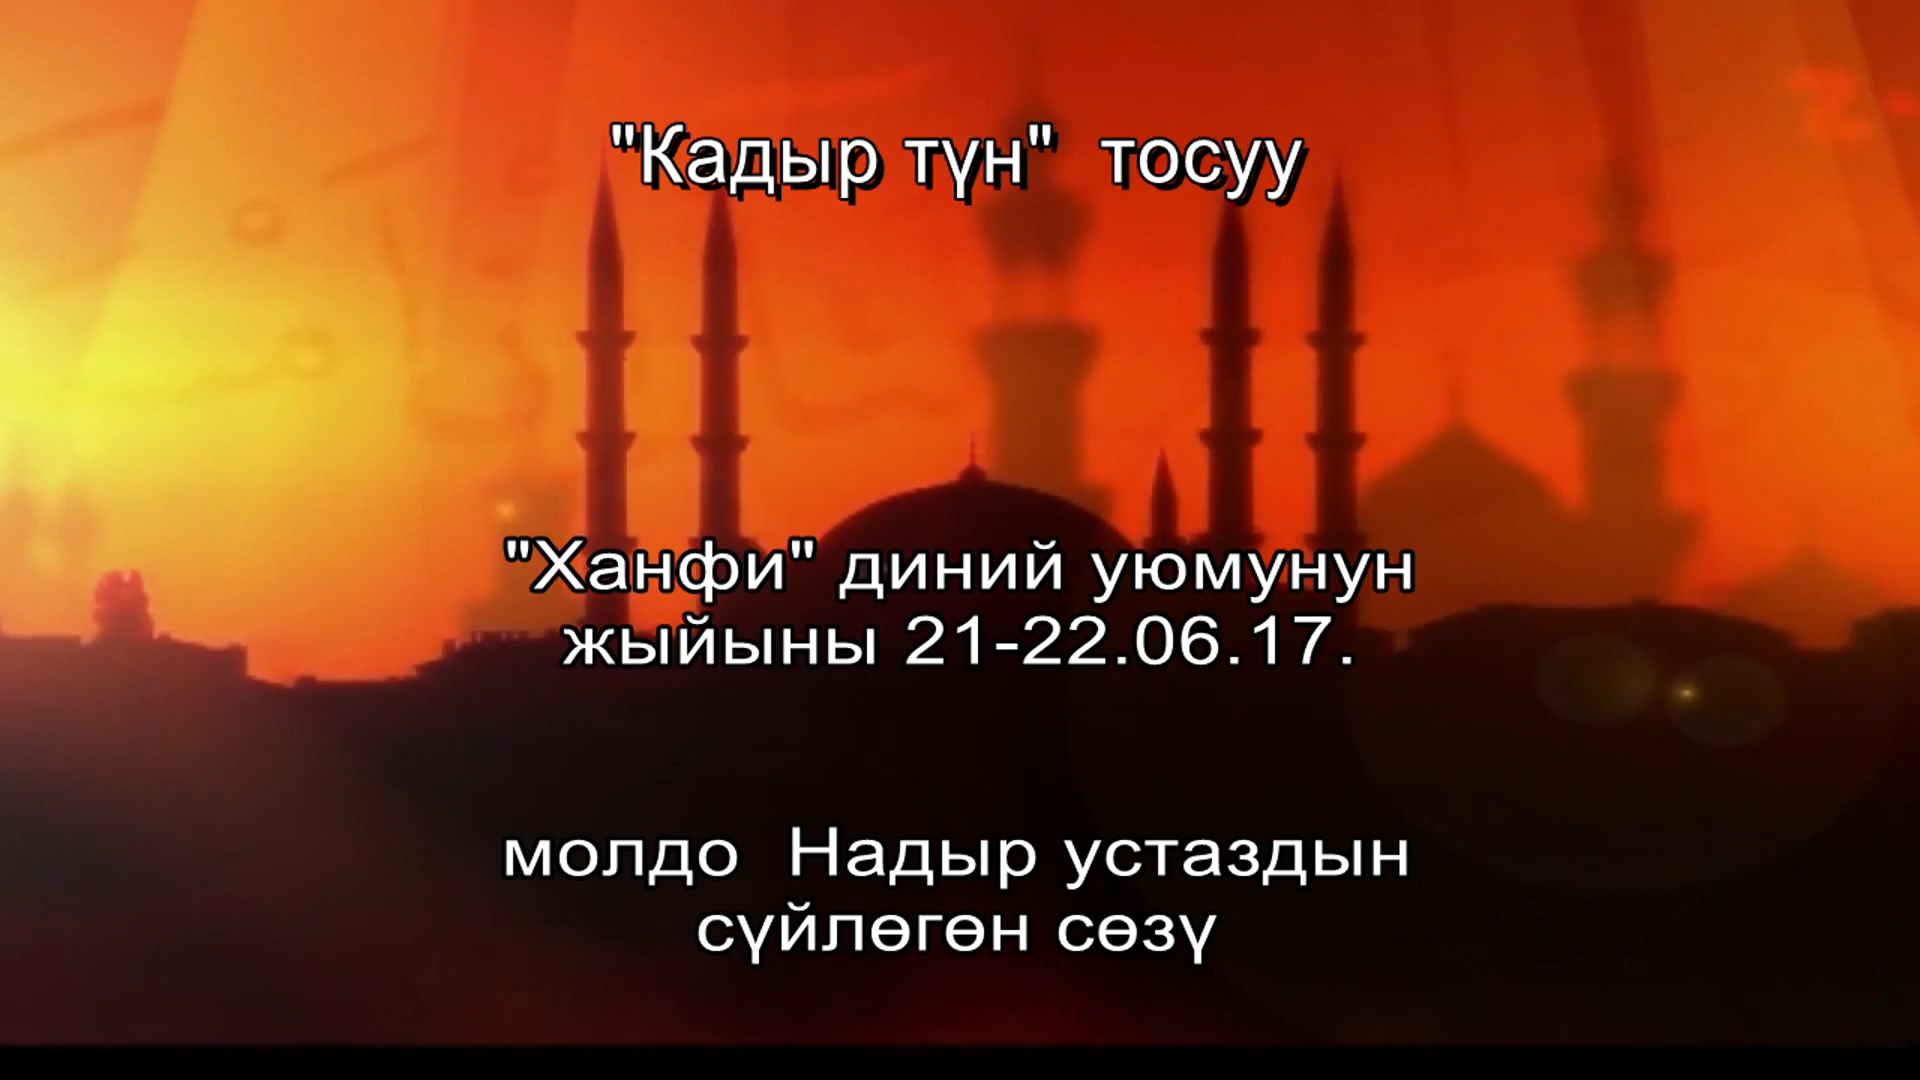 "Кадыр түн" тосуу
"Ханфи" диний уюмунун
жыйыны 21-22.06.17.
молдо Надыр устаздын
сүйлөгөн сөзү